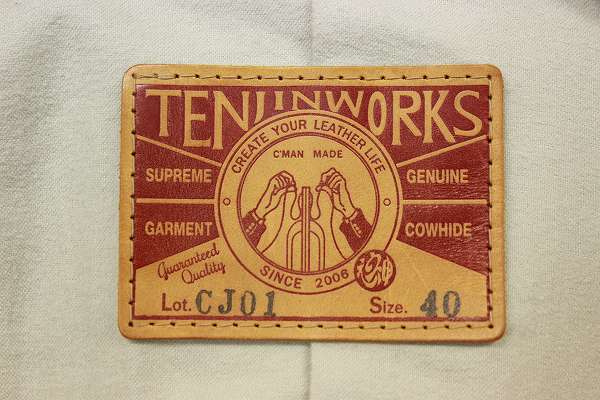 TENJINWORKS
CREATE YOUR LEATHER LIFE
C'MAN MADE
SUPREME
GENUINE
GARMENT
COWHIDE
Guaranteed
Quality
SINCE 2006
Lot. CJ01
Size. 40